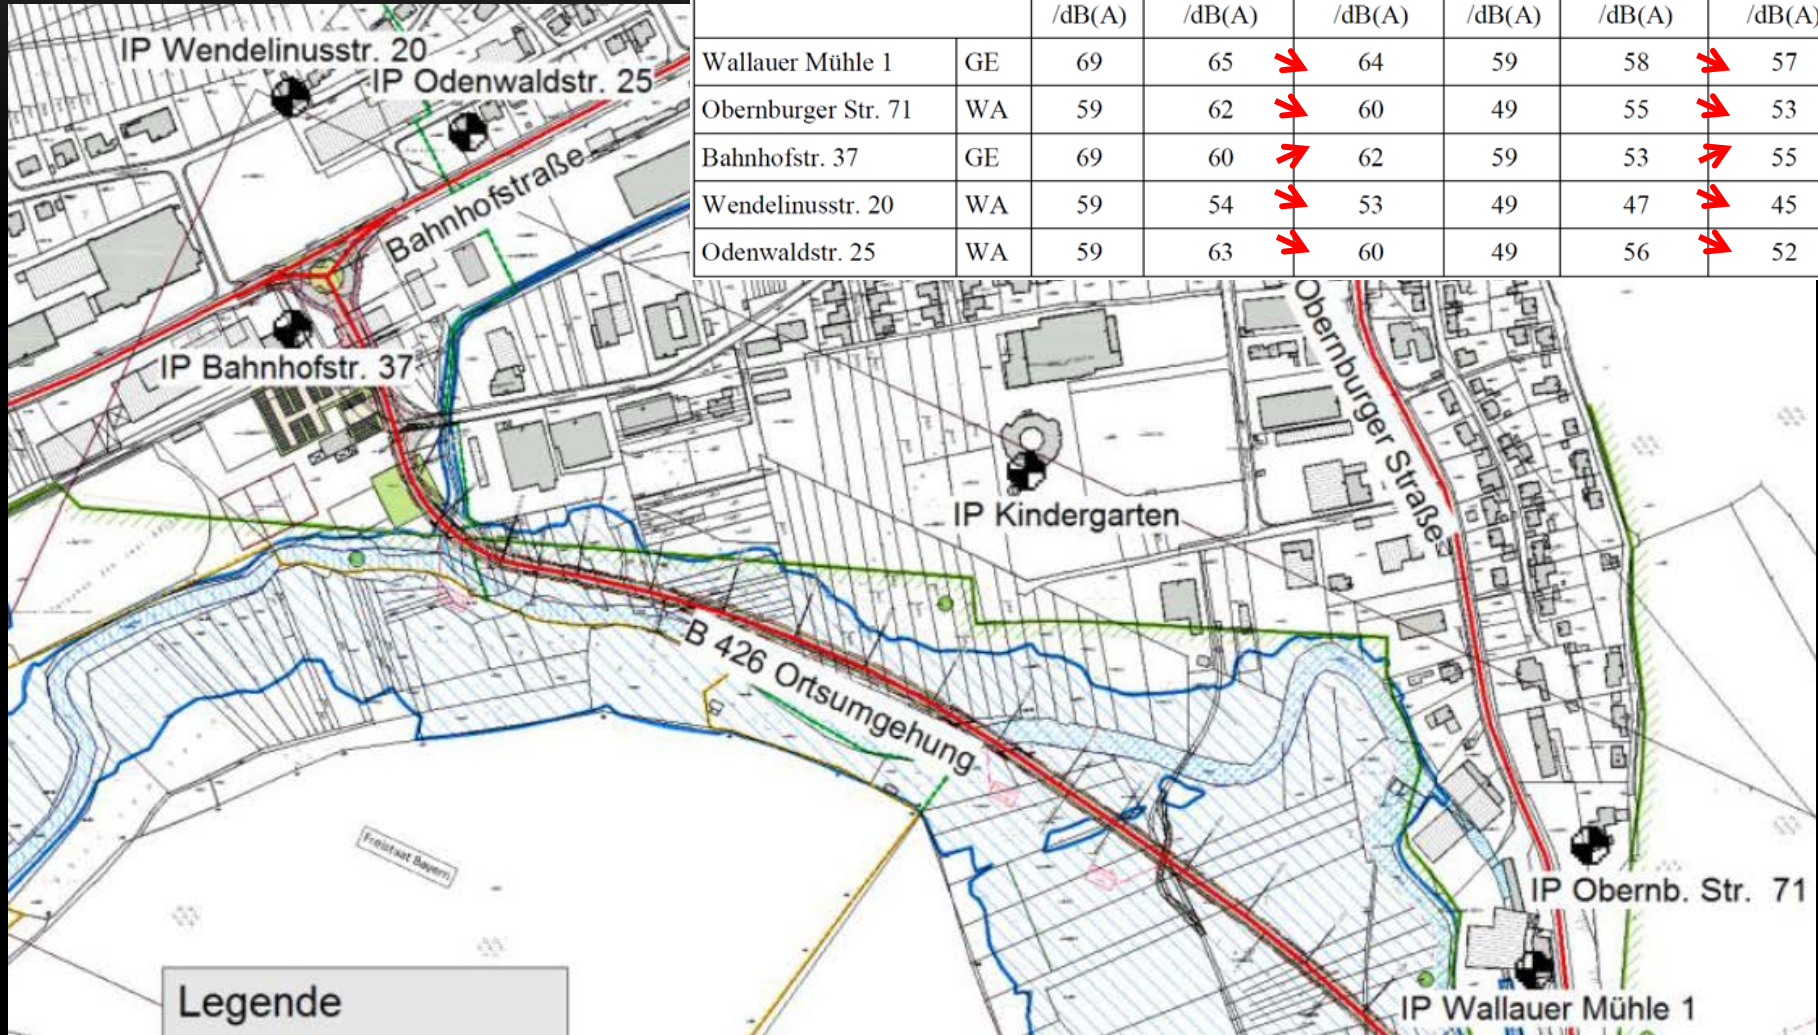 /dB(A) /dB(A) /dB(A) /dB(A) /dB(A) /dB(A)
Wallauer Mühle 1 GE 69 65 64 59 58 57
Obernburger Str. 71 WA 59 62 60 49 55 53
Bahnhofstr. 37 GE 69 60 62 59 53 55
Wendelinusstr. 20 WA 59 54 53 49 47 45
Odenwaldstr. 25 WA 59 63 60 49 56 52
IP Wendelinusstr. 20
IP Odenwaldstr. 25
Bahnhofstraße
IP Bahnhofstr. 37
Obernburger Straße
IP Kindergarten
B 426 Ortsumgehung
Freistaat Bayern
IP Obernb. Str. 71
Legende
IP Wallauer Mühle 1